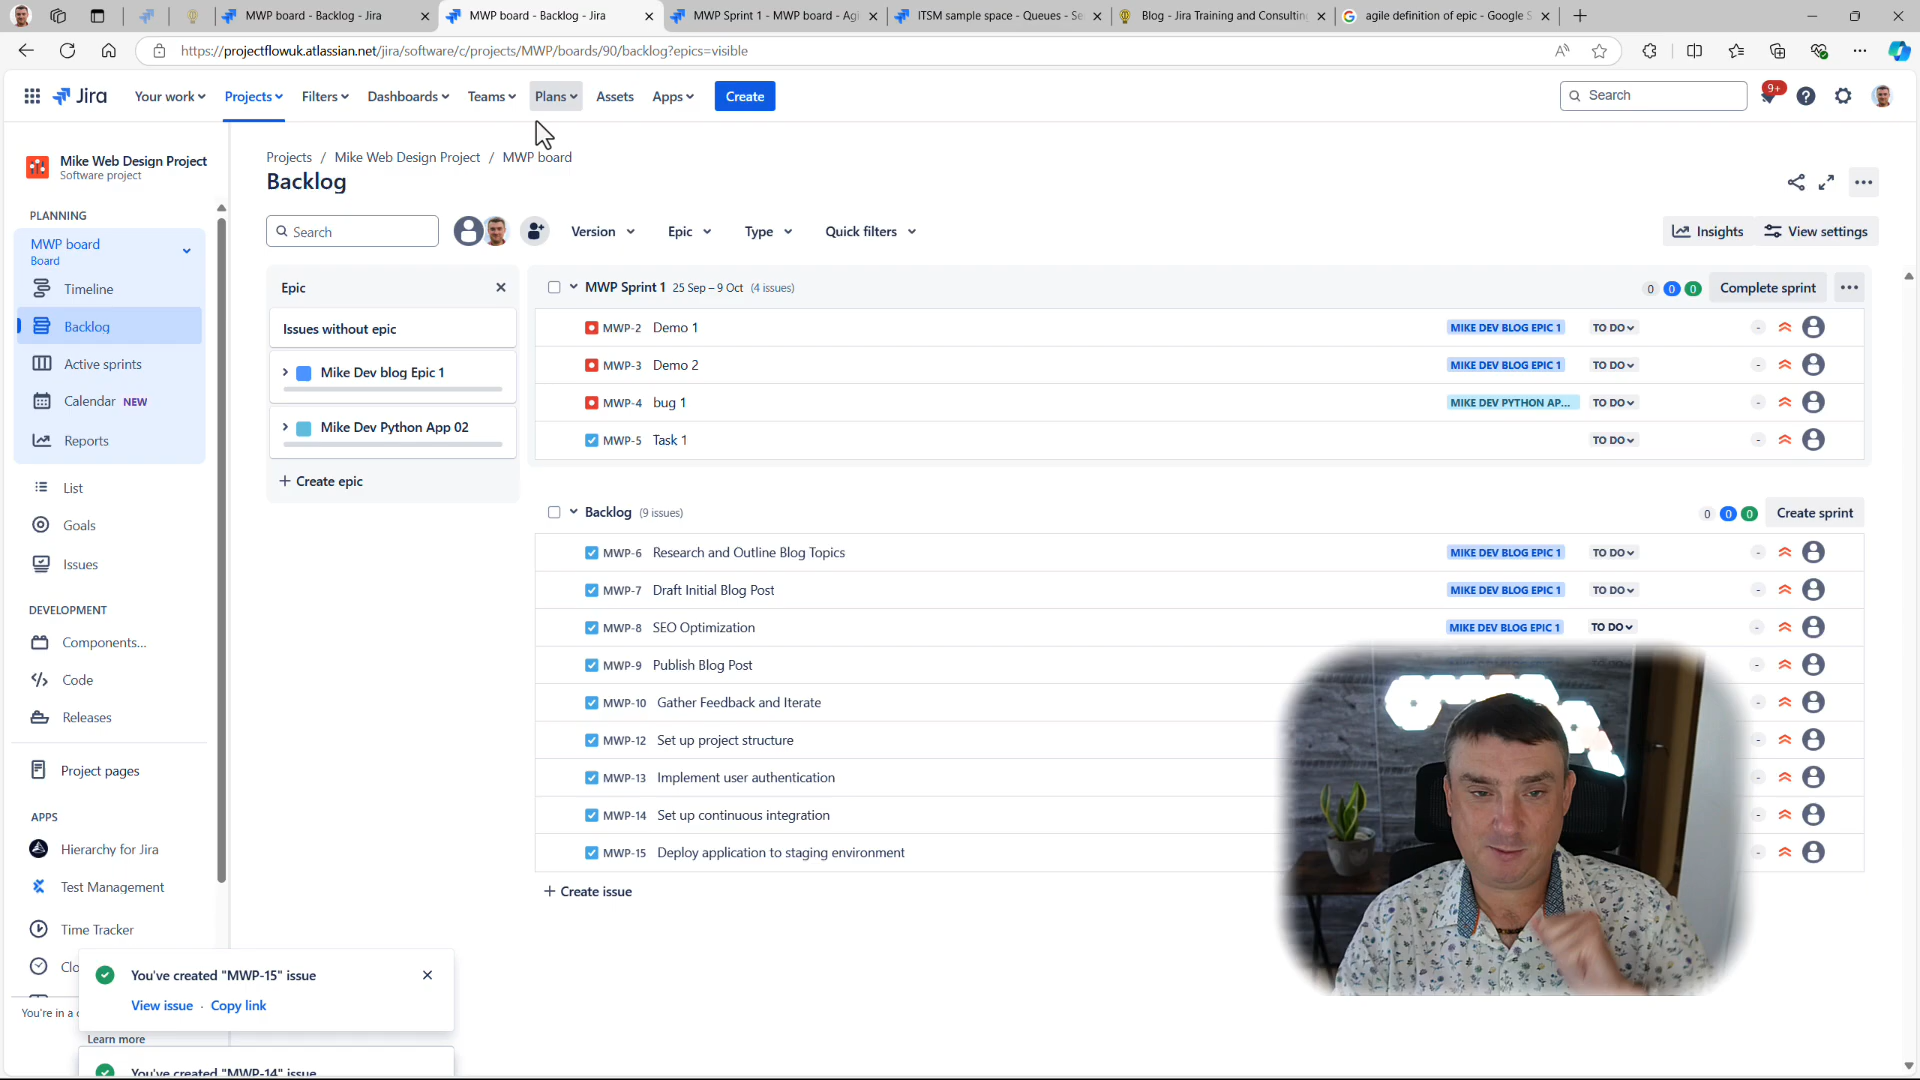 MWP board - Backlog - Jira
MWP board - Backlog - Jira
MWP Sprint 1 - MWP board - Agi
ITSM sample space - Queues - Se
Blog - Jira Training and Consulting
agile definition of epic - Google S
https://projectflowuk.atlassian.net/jira/software/c/projects/MWP/boards/90/backlog?epics=visible
Jira
Your work
Projects
Filters
Dashboards
Teams
Plans
Assets
Apps
Create
Search
9+
Mike Web Design Project
Software project
PLANNING
MWP board
Board
Timeline
Backlog
Active sprints
Calendar NEW
Reports
List
Goals
Issues
DEVELOPMENT
Components...
Code
Releases
Project pages
APPS
Hierarchy for Jira
Test Management
Time Tracker
Clo
You're in a c
Learn more
You've created "MWP-15" issue
View issue · Copy link
You've created "MWP-14" issue
Projects / Mike Web Design Project / MWP board
Backlog
Search
Version
Epic
Type
Quick filters
Insights
View settings
Epic
Issues without epic
Mike Dev blog Epic 1
Mike Dev Python App 02
+ Create epic
MWP Sprint 1 25 Sep – 9 Oct (4 issues)
0 0 0 Complete sprint
MWP-2 Demo 1 MIKE DEV BLOG EPIC 1 TO DO -
MWP-3 Demo 2 MIKE DEV BLOG EPIC 1 TO DO -
MWP-4 bug 1 MIKE DEV PYTHON AP... TO DO -
MWP-5 Task 1 TO DO -
Backlog (9 issues)
0 0 0 Create sprint
MWP-6 Research and Outline Blog Topics MIKE DEV BLOG EPIC 1 TO DO -
MWP-7 Draft Initial Blog Post MIKE DEV BLOG EPIC 1 TO DO -
MWP-8 SEO Optimization MIKE DEV BLOG EPIC 1 TO DO -
MWP-9 Publish Blog Post -
MWP-10 Gather Feedback and Iterate -
MWP-12 Set up project structure -
MWP-13 Implement user authentication -
MWP-14 Set up continuous integration -
MWP-15 Deploy application to staging environment -
+ Create issue